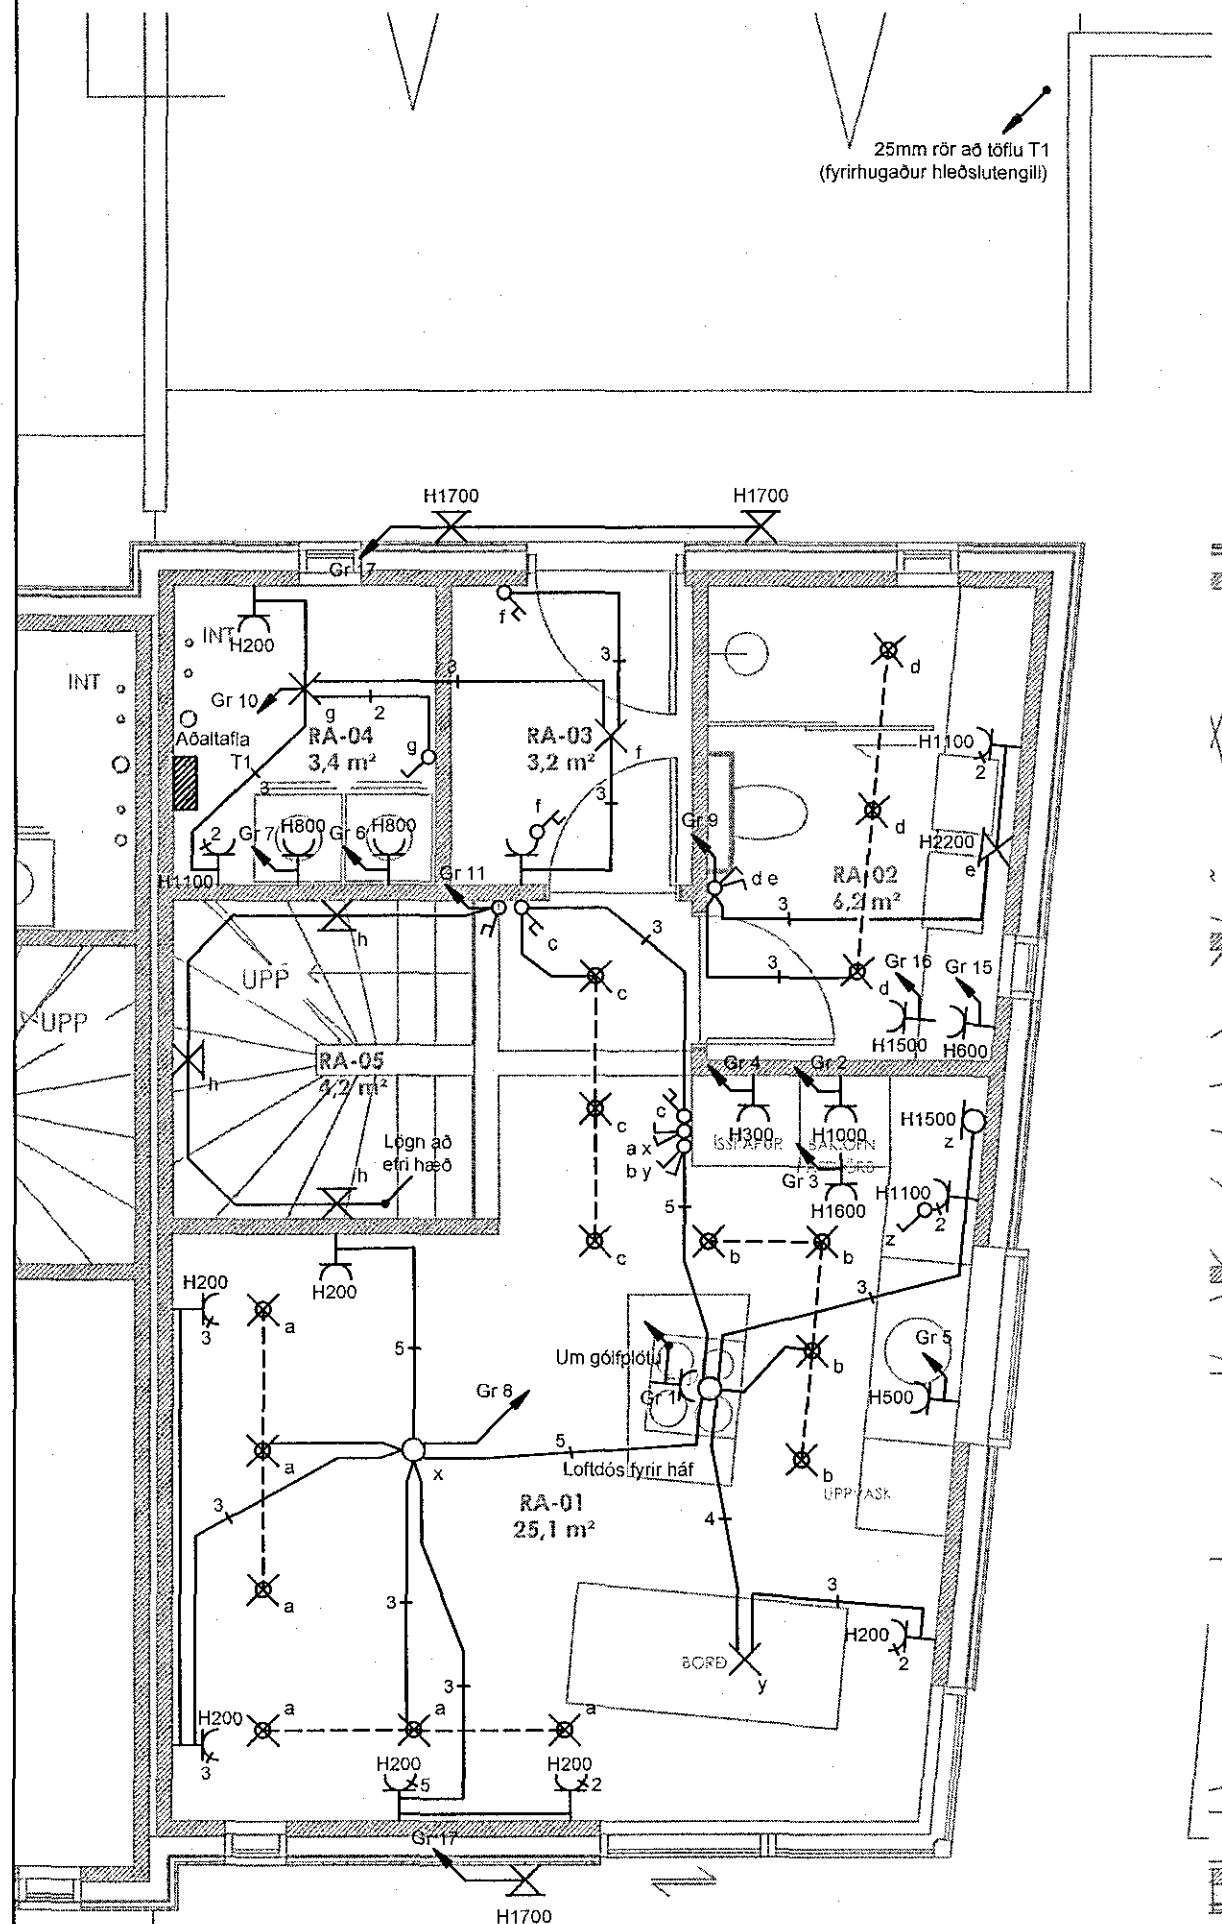 25mm rör að töflu T1
(fyrirhugaður hleðslutengill)
H1700
H1700
Gr 17
INT
H200
INT
Gr 10
g
2
3
f
3
d
Aðaltafla
T1
3
RA-04
3,4 m²
g
RA-03
3,2 m²
f
3
H1100
2
d
f
2
Gr 7
H800
Gr 6
H800
Gr 9
H2200
e
H1100
Gr 11
d e
RA-02
6,2 m²
3
h
c
3
UPP
UPP
c
3
d
Gr 16
Gr 15
H1500
H600
h
RA-05
4,2 m²
Gr 4
Gr 2
c
c
H300
H1000
H1500
z
Lögn að
efri hæð
a x
b y
ÍSSKÁPUR
BAKOFN
Gr 3
H1100
2
h
5
H1600
z
c
b
b
H200
H200
3
a
3
5
Um gólfplötu
b
Gr 5
Gr 8
Gr 1
H500
a
x
5
Loftdós fyrir háf
b
UPPVASK
3
RA-01
25,1 m²
4
a
3
3
H200
2
BORÐ
y
3
H200
a
a
a
3
H200
5
H200
2
Gr 17
H1700